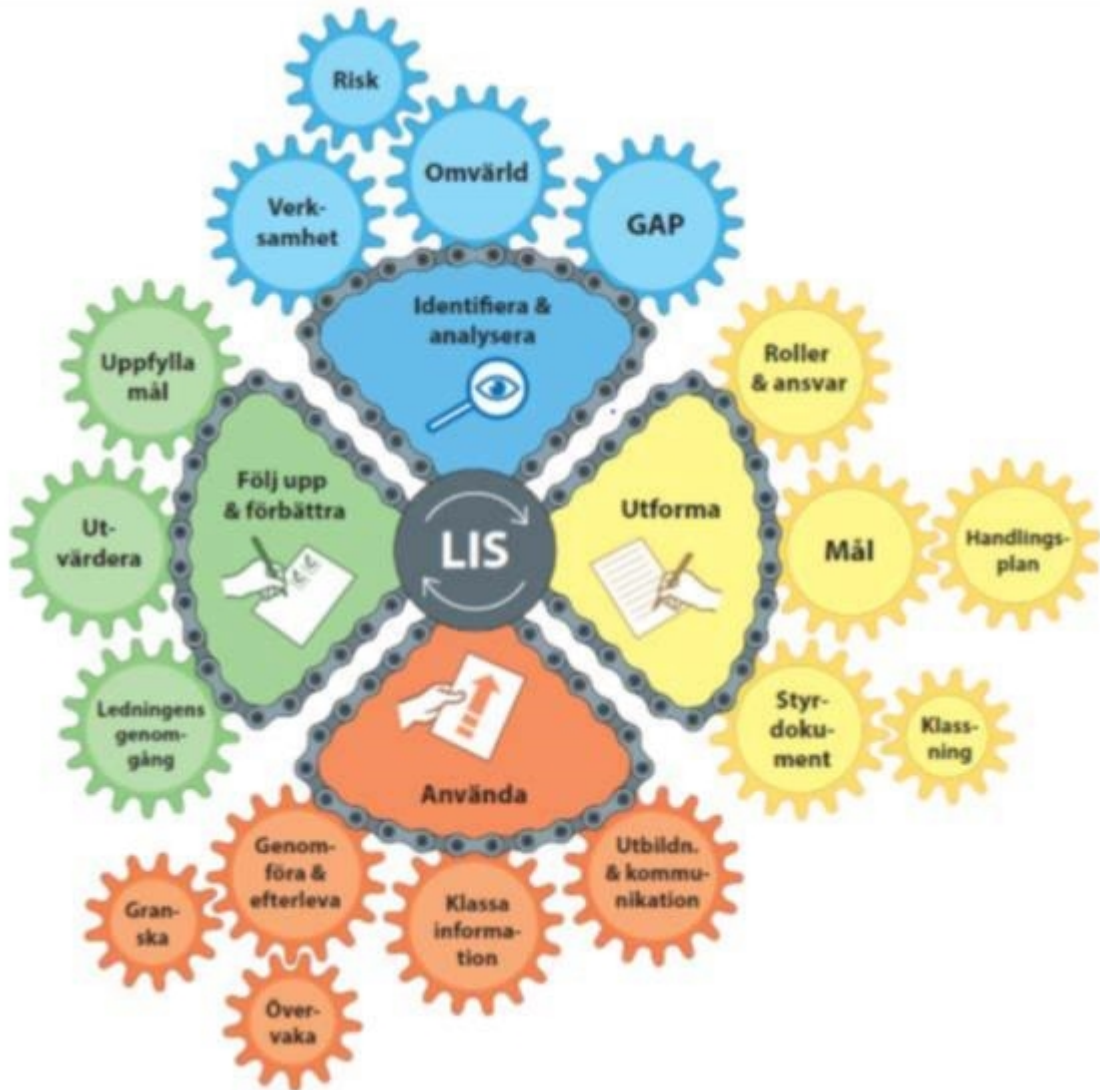 Risk
Omvärld
Verk-
samhet
GAP
Identifiera &
analysera
Roller
& ansvar
Utforma
Mål
Handlings-
plan
Styr-
doku-
ment
Klass-
ning
LIS
Använda
Utbildn.
& kommu-
nikation
Klassa
informa-
tion
Genom-
föra &
efterleva
Gran-
ska
Över-
vaka
Följ upp
& förbättra
Uppfylla
mål
Ut-
värdera
Ledningens
genom-
gång